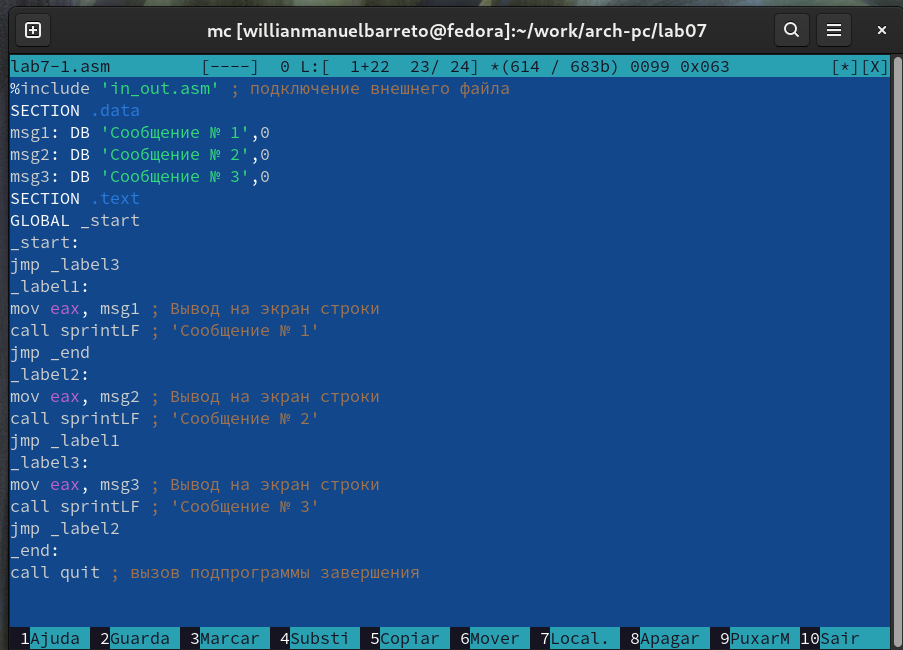 mc [willianmanuelbarreto@fedora]:~/work/arch-pc/lab07
lab7-1.asm [----] 0 L:[ 1+22 23/ 24] *(614 / 683b) 0099 0x063 [*][X]
%include 'in_out.asm' ; подключение внешнего файла
SECTION .data
msg1: DB 'Сообщение № 1',0
msg2: DB 'Сообщение № 2',0
msg3: DB 'Сообщение № 3',0
SECTION .text
GLOBAL _start
_start:
jmp _label3
_label1:
mov eax, msg1 ; Вывод на экран строки
call sprintLF ; 'Сообщение № 1'
jmp _end
_label2:
mov eax, msg2 ; Вывод на экран строки
call sprintLF ; 'Сообщение № 2'
jmp _label1
_label3:
mov eax, msg3 ; Вывод на экран строки
call sprintLF ; 'Сообщение № 3'
jmp _label2
_end:
call quit ; вызов подпрограммы завершения
1Ajuda 2Guarda 3Marcar 4Substi 5Copiar 6Mover 7Local. 8Apagar 9PuxarM 10Sair